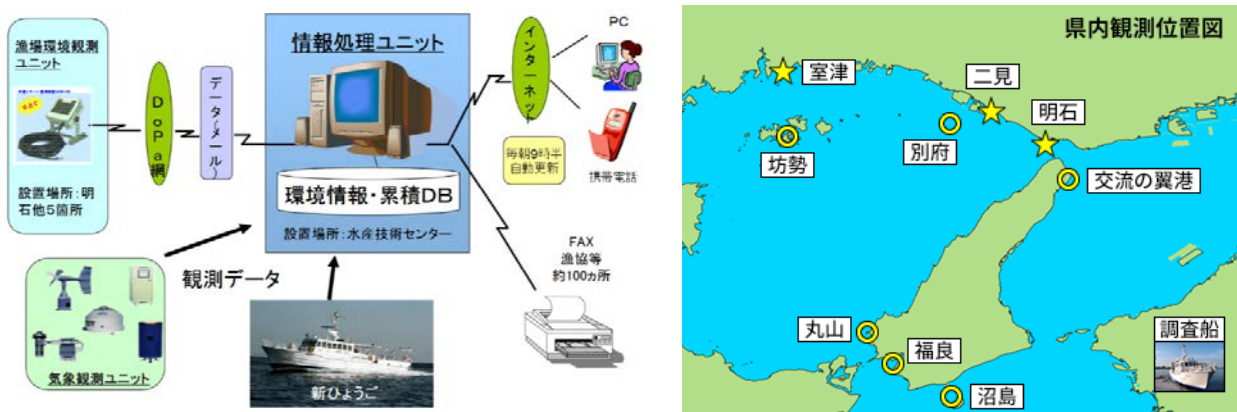 漁場環境観測
ユニット
設置場所:明
石他5箇所
DoPa網
データ(メール)
情報処理ユニット
環境情報・累積DB
設置場所:水産技術センター
インターネット
毎朝9時半
自動更新
PC
携帯電話
FAX
漁協等
約100ヵ所
観測データ
気象観測ユニット
新ひょうご
県内観測位置図
室津
二見
明石
坊勢
別府
交流の翼港
丸山
福良
沼島
調査船